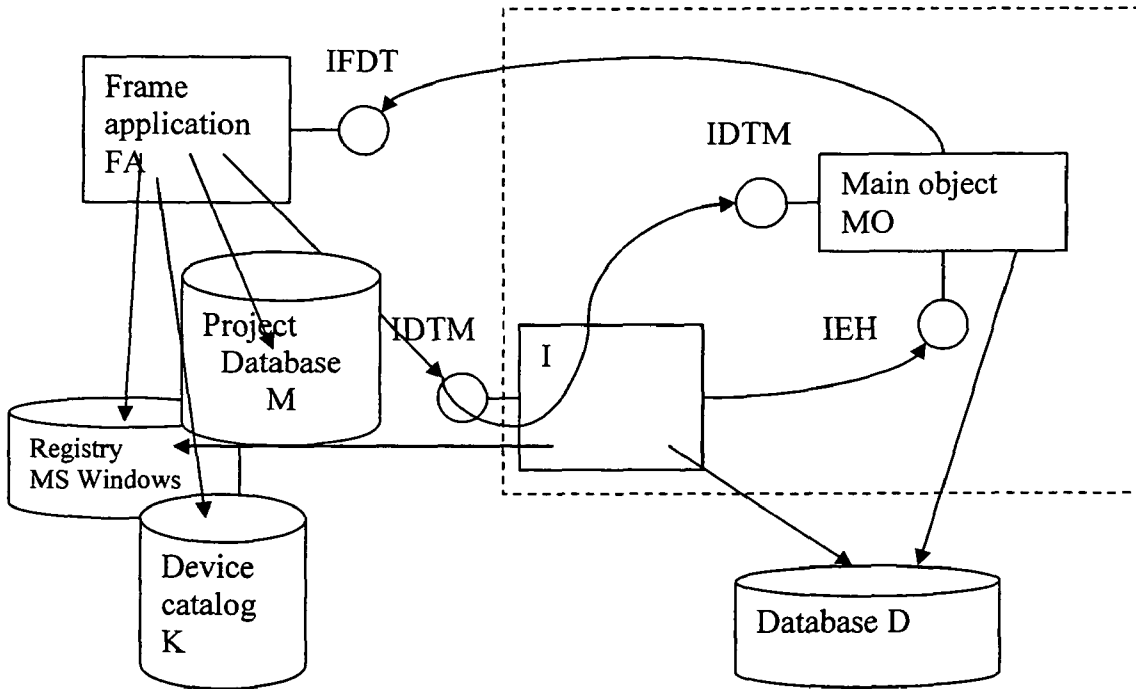 IFDT
Frame
application
FA
IDTM
Main object
MO
Project
Database
M
IDTM
I
IEH
Registry
MS Windows
Device
catalog
K
Database D